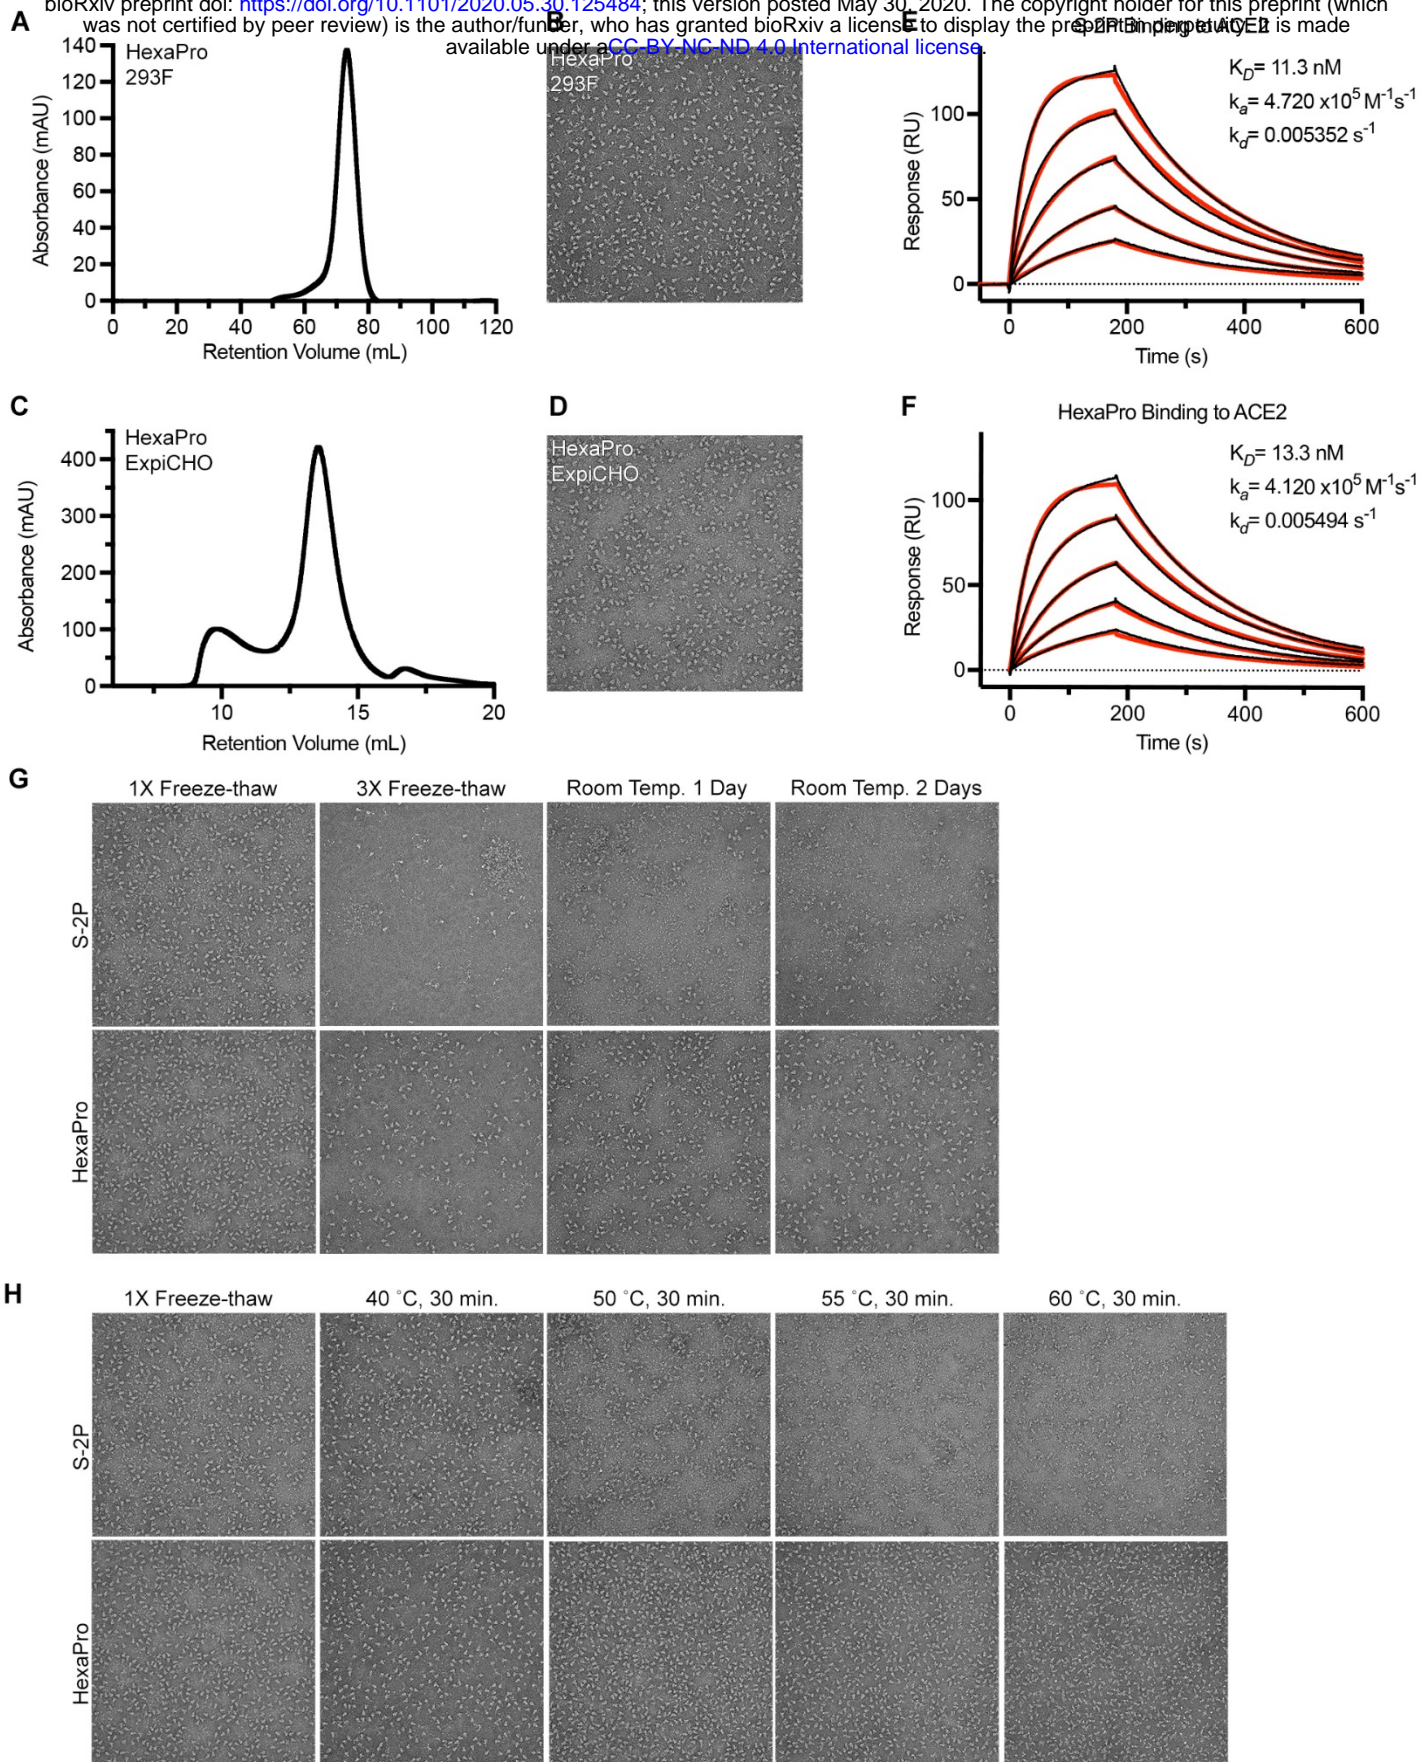 bioRxiv preprint doi: https://doi.org/10.1101/2020.05.30.125484; this version posted May 30, 2020. The copyright holder for this preprint (which
was not certified by peer review) is the author/funder, who has granted bioRxiv a license to display the preprint in perpetuity. It is made
available under aCC-BY-NC-ND 4.0 International license.
A
HexaPro
293F
Absorbance (mAU)
140
120
100
80
60
40
20
0
0 20 40 60 80 100 120
Retention Volume (mL)
B
HexaPro
293F
E
S-2P Binding to ACE2
K_D= 11.3 nM
k_a= 4.720 x10⁵ M⁻¹s⁻¹
k_d= 0.005352 s⁻¹
Response (RU)
100
50
0
0 200 400 600
Time (s)
C
HexaPro
ExpiCHO
Absorbance (mAU)
400
300
200
100
0
10 15 20
Retention Volume (mL)
D
HexaPro
ExpiCHO
F
HexaPro Binding to ACE2
K_D= 13.3 nM
k_a= 4.120 x10⁵ M⁻¹s⁻¹
k_d= 0.005494 s⁻¹
Response (RU)
100
50
0
0 200 400 600
Time (s)
G
1X Freeze-thaw 3X Freeze-thaw Room Temp. 1 Day Room Temp. 2 Days
S-2P
HexaPro
H
1X Freeze-thaw 40 °C, 30 min. 50 °C, 30 min. 55 °C, 30 min. 60 °C, 30 min.
S-2P
HexaPro